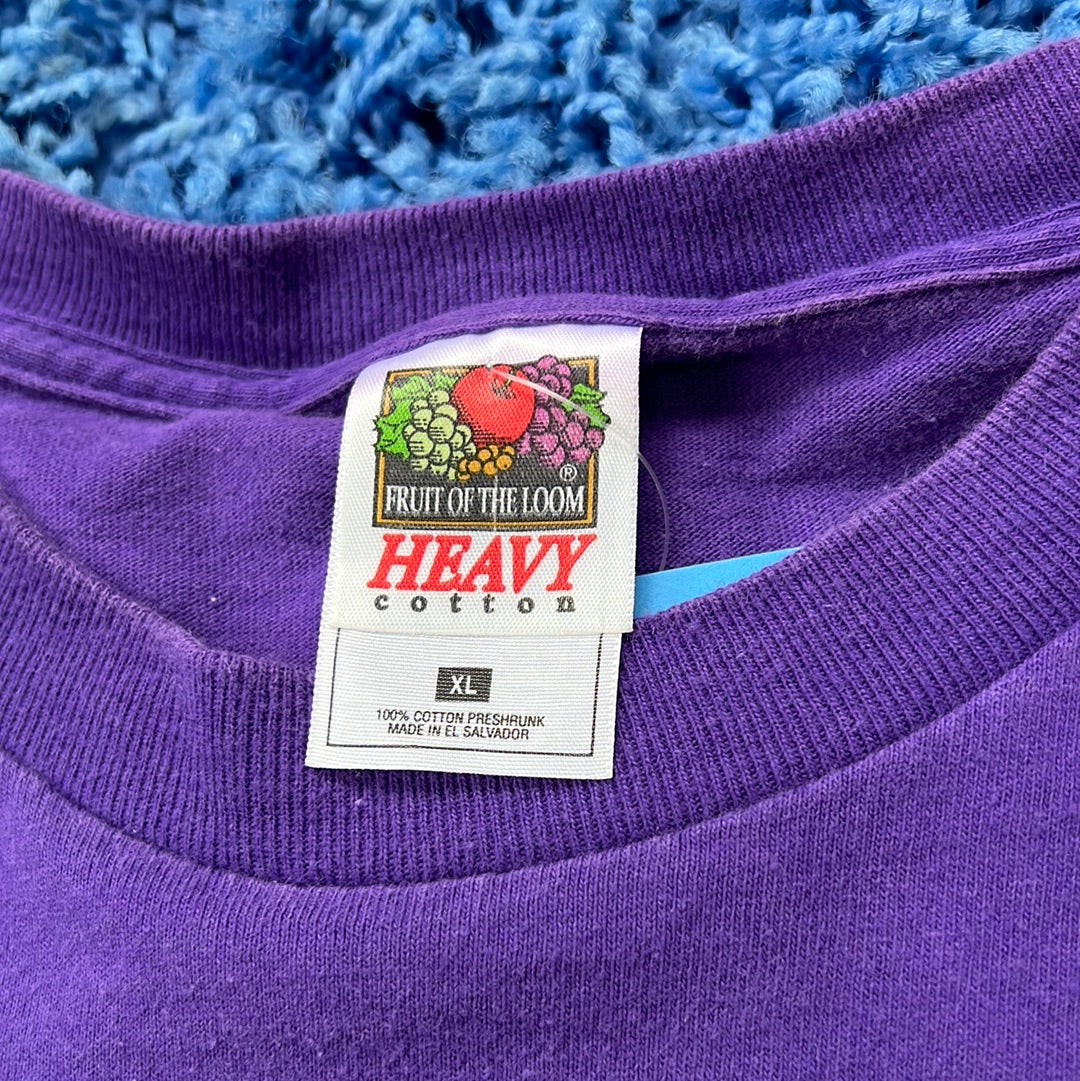 ®
FRUIT OF THE LOOM
HEAVY
cotton
XL
100% COTTON PRESHRUNK
MADE IN EL SALVADOR